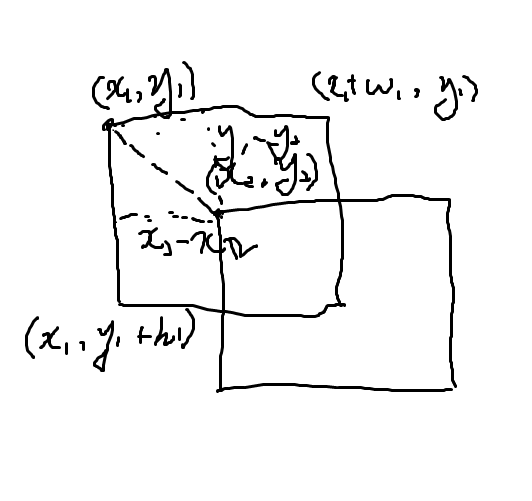 (x₁, y₁)
(x₁+w₁, y₁)
y₁-y₂
(x₂, y₂)
x₁-x₂
(x₁, y₁+h₁)